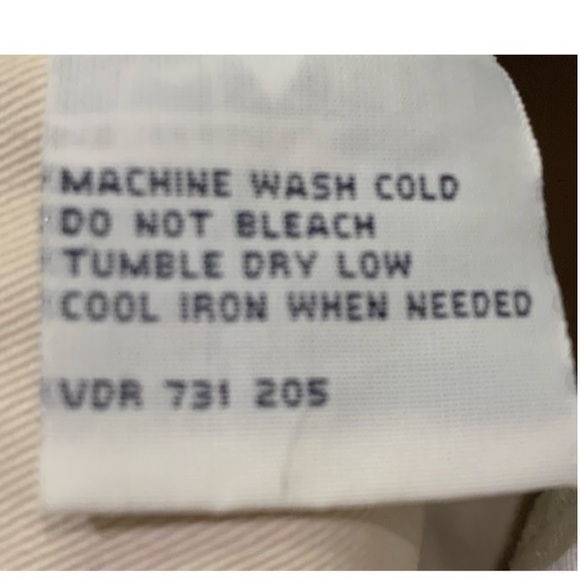 MACHINE WASH COLD
DO NOT BLEACH
TUMBLE DRY LOW
COOL IRON WHEN NEEDED
VDR 731 205